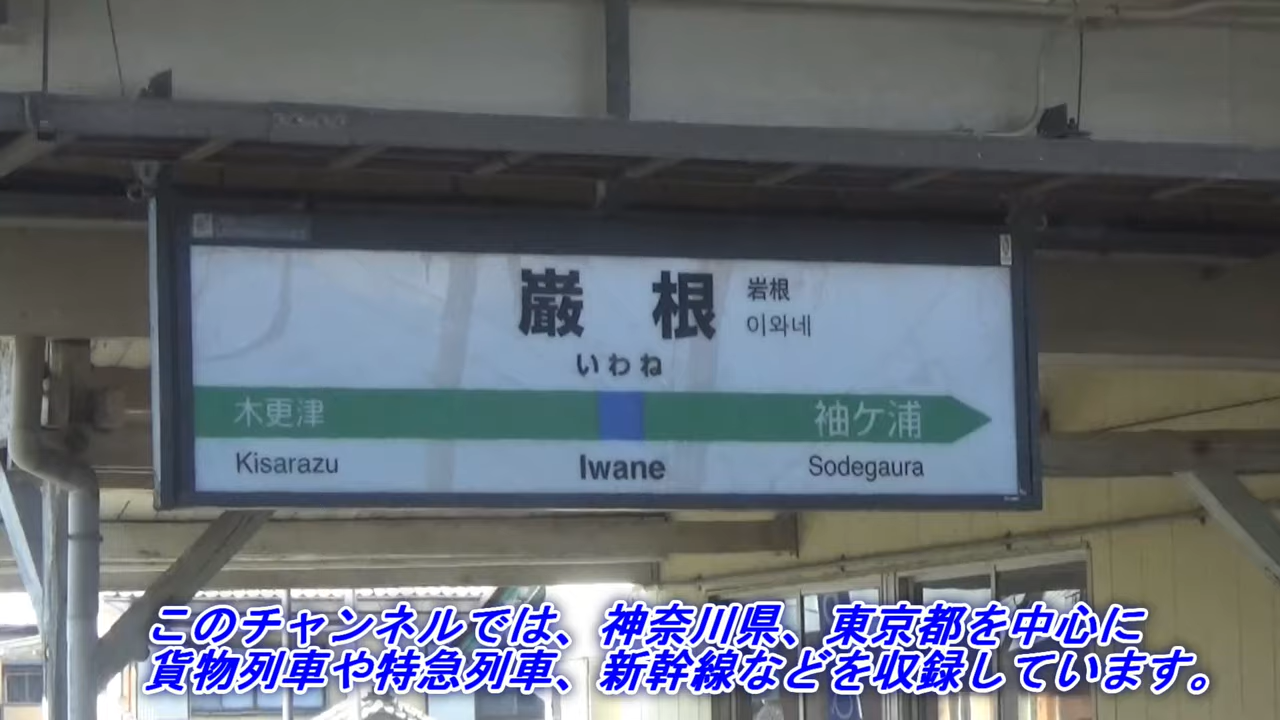 巌根
岩根
이와네
いわね
木更津
袖ケ浦
Kisarazu
Iwane
Sodegaura
このチャンネルでは、神奈川県、東京都を中心に
貨物列車や特急列車、新幹線などを収録しています。